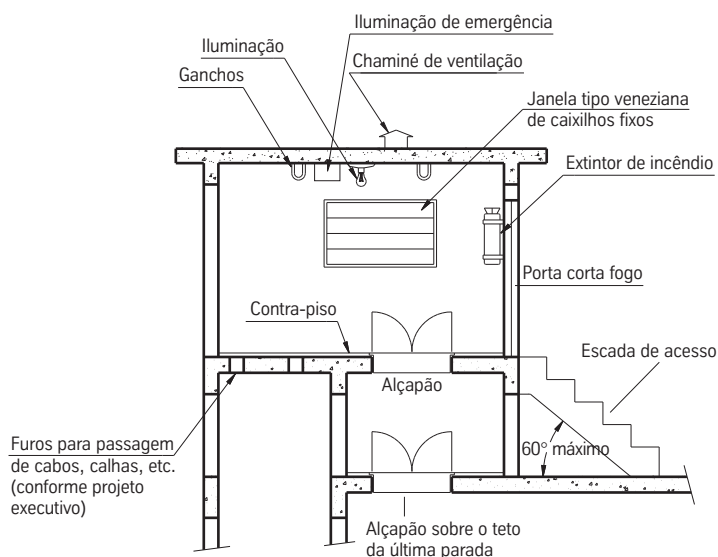 Iluminação de emergência
Iluminação
Chaminé de ventilação
Ganchos
Janela tipo veneziana
de caixilhos fixos
Extintor de incêndio
Porta corta fogo
Contra-piso
Escada de acesso
Alçapão
Furos para passagem
de cabos, calhas, etc.
(conforme projeto
executivo)
60° máximo
Alçapão sobre o teto
da última parada